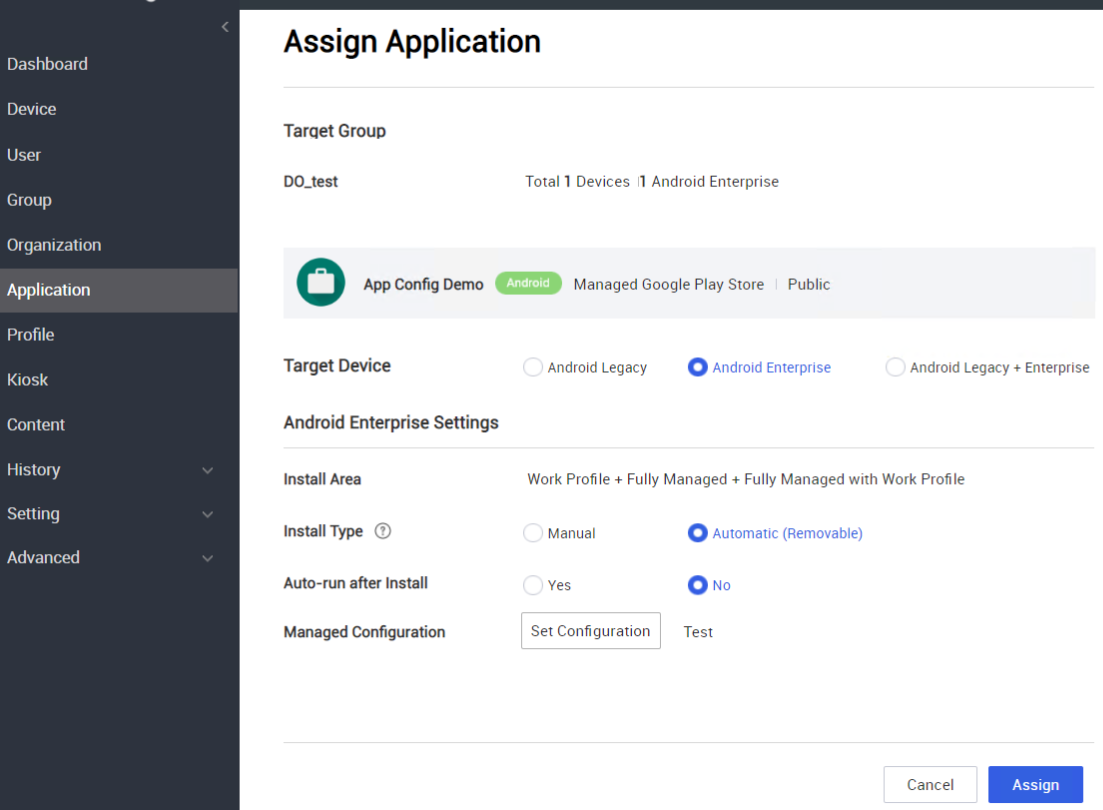 Assign Application
Dashboard
Device
User
Group
Organization
Application
Profile
Kiosk
Content
History
Setting
Advanced
Target Group
DO_test Total 1 Devices | 1 Android Enterprise
App Config Demo Android Managed Google Play Store | Public
Target Device Android Legacy Android Enterprise Android Legacy + Enterprise
Android Enterprise Settings
Install Area Work Profile + Fully Managed + Fully Managed with Work Profile
Install Type ? Manual Automatic (Removable)
Auto-run after Install Yes No
Managed Configuration Set Configuration Test
Cancel Assign